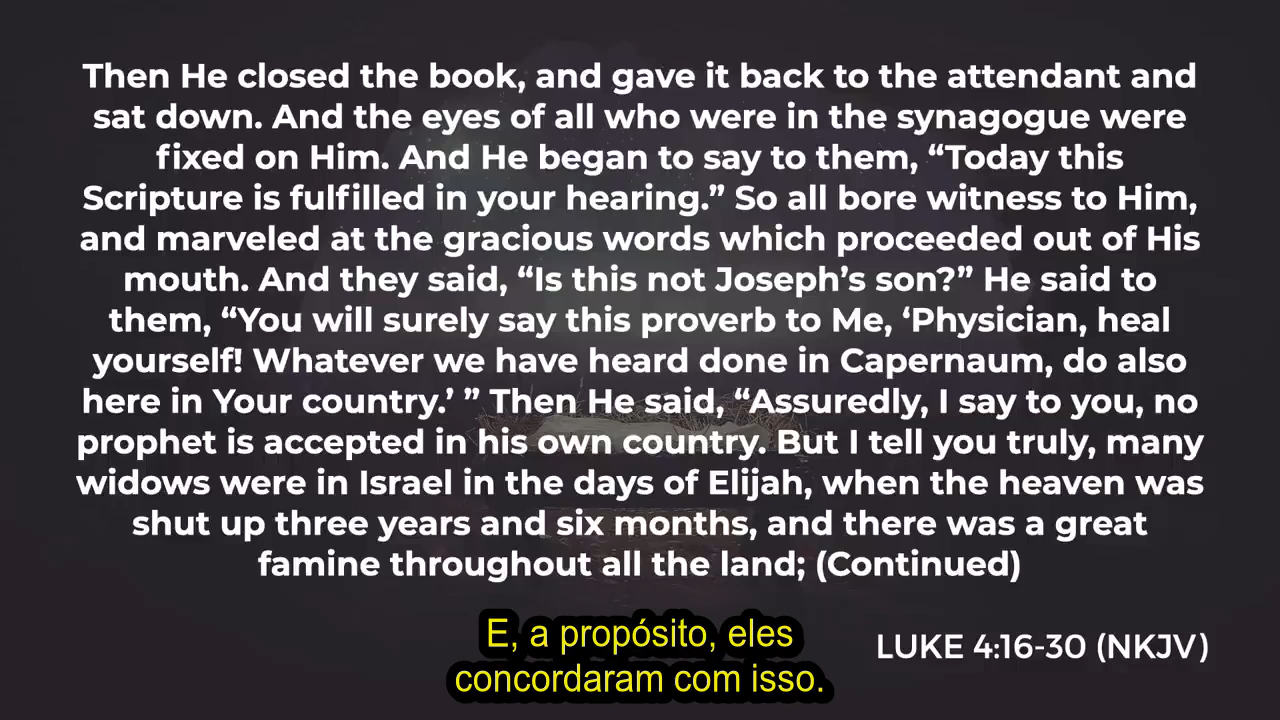 Then He closed the book, and gave it back to the attendant and
sat down. And the eyes of all who were in the synagogue were
fixed on Him. And He began to say to them, “Today this
Scripture is fulfilled in your hearing.” So all bore witness to Him,
and marveled at the gracious words which proceeded out of His
mouth. And they said, “Is this not Joseph’s son?” He said to
them, “You will surely say this proverb to Me, ‘Physician, heal
yourself! Whatever we have heard done in Capernaum, do also
here in Your country.’ ” Then He said, “Assuredly, I say to you, no
prophet is accepted in his own country. But I tell you truly, many
widows were in Israel in the days of Elijah, when the heaven was
shut up three years and six months, and there was a great
famine throughout all the land; (Continued)
LUKE 4:16-30 (NKJV)
E, a propósito, eles
concordaram com isso.